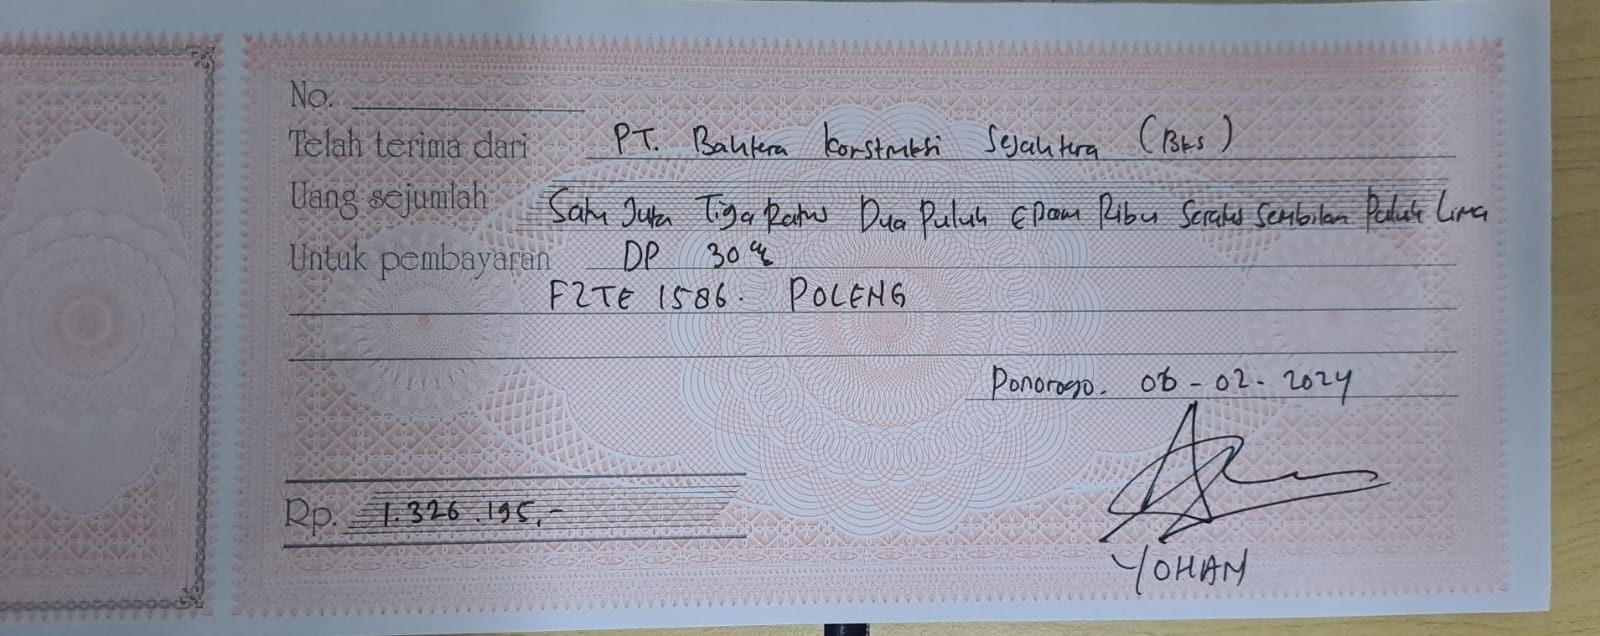 No.
Telah terima dari PT. Bahtera Konstruksi Sejahtera (Bks)
Uang sejumlah Satu Juta Tiga Ratus Dua Puluh Enam Ribu Seratus Sembilan Puluh Lima
Untuk pembayaran DP 30 %
FZTE 1586. POLENG
Ponorogo. 06-02-2024
Rp. 1.326.195,-
YOHAN